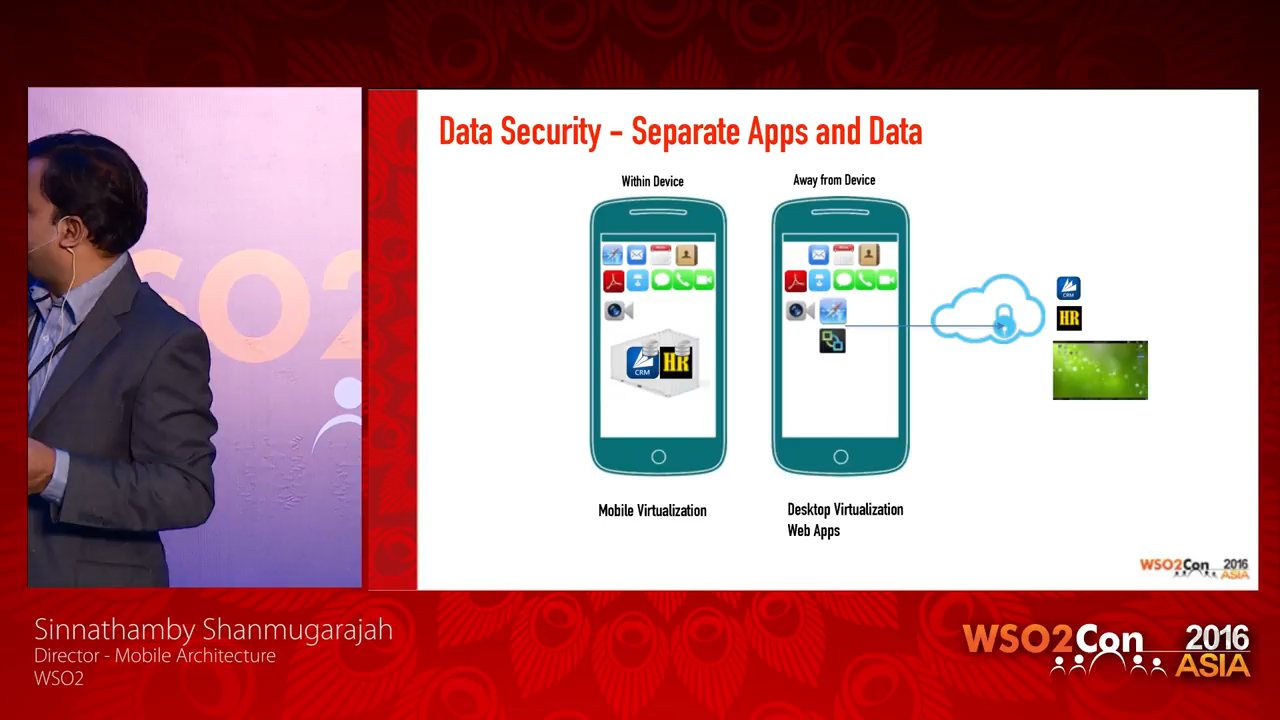 Data Security - Separate Apps and Data
Within Device
Away from Device
CRM
HR
CRM
HR
Mobile Virtualization
Desktop Virtualization
Web Apps
WSO2Con 2016
ASIA
SO2
Sinnathamby Shanmugarajah
Director - Mobile Architecture
WSO2
WSO2Con 2016
ASIA